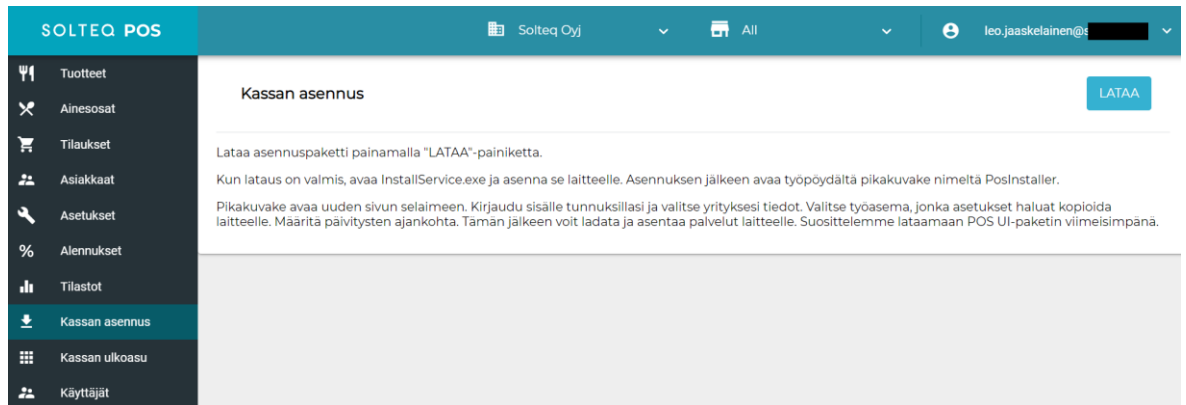 SOLTEQ POS
Solteq Oyj
All
leo.jaaskelainen@s
Tuotteet
Ainesosat
Tilaukset
Asiakkaat
Asetukset
Alennukset
Tilastot
Kassan asennus
Kassan ulkoasu
Käyttäjät
Kassan asennus
LATAA
Lataa asennuspaketti painamalla "LATAA"-painiketta.
Kun lataus on valmis, avaa InstallService.exe ja asenna se laitteelle. Asennuksen jälkeen avaa työpöydältä pikakuvake nimeltä PosInstaller.
Pikakuvake avaa uuden sivun selaimeen. Kirjaudu sisälle tunnuksillasi ja valitse yrityksesi tiedot. Valitse työasema, jonka asetukset haluat kopioida
laitteelle. Määritä päivitysten ajankohta. Tämän jälkeen voit ladata ja asentaa palvelut laitteelle. Suosittelemme lataamaan POS UI-paketin viimeisimpänä.